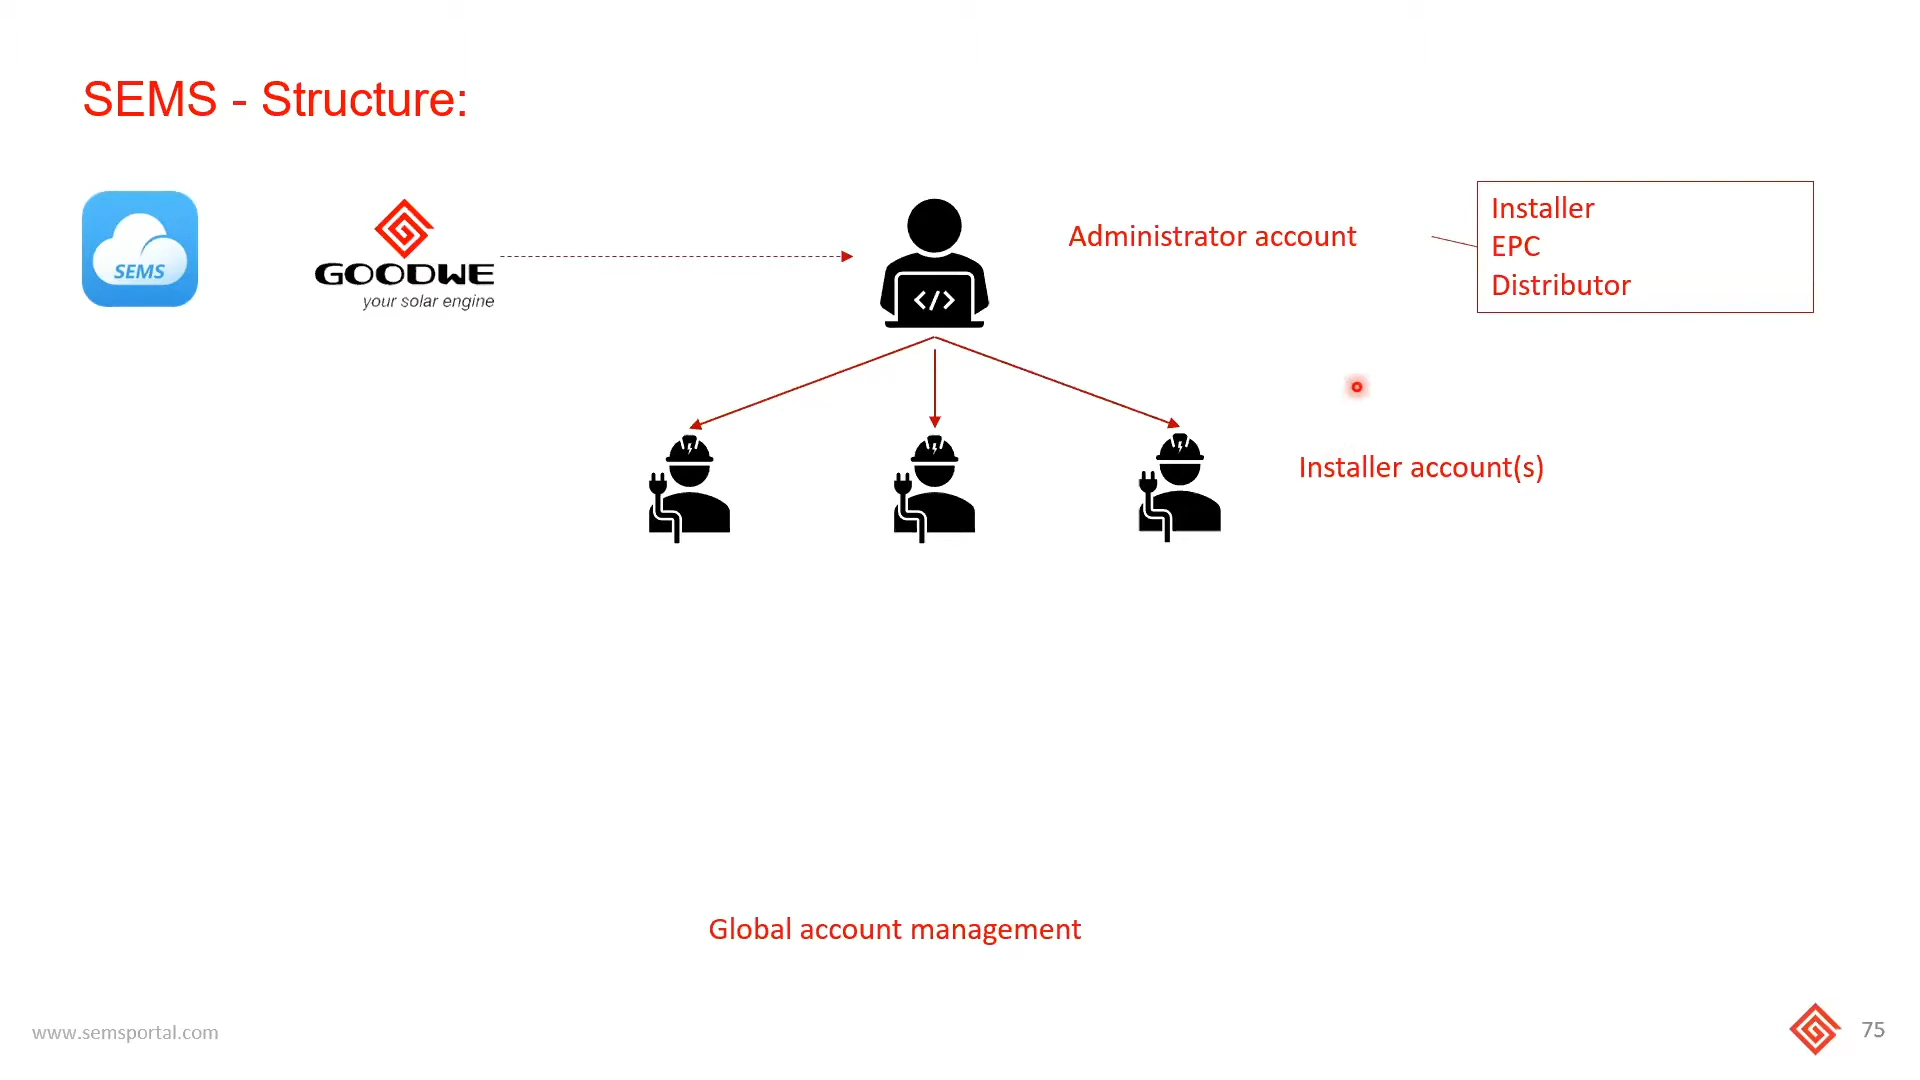 SEMS - Structure:
SEMS
GOODWE
your solar engine
</>
Administrator account
Installer
EPC
Distributor
Installer account(s)
Global account management
www.semsportal.com
75